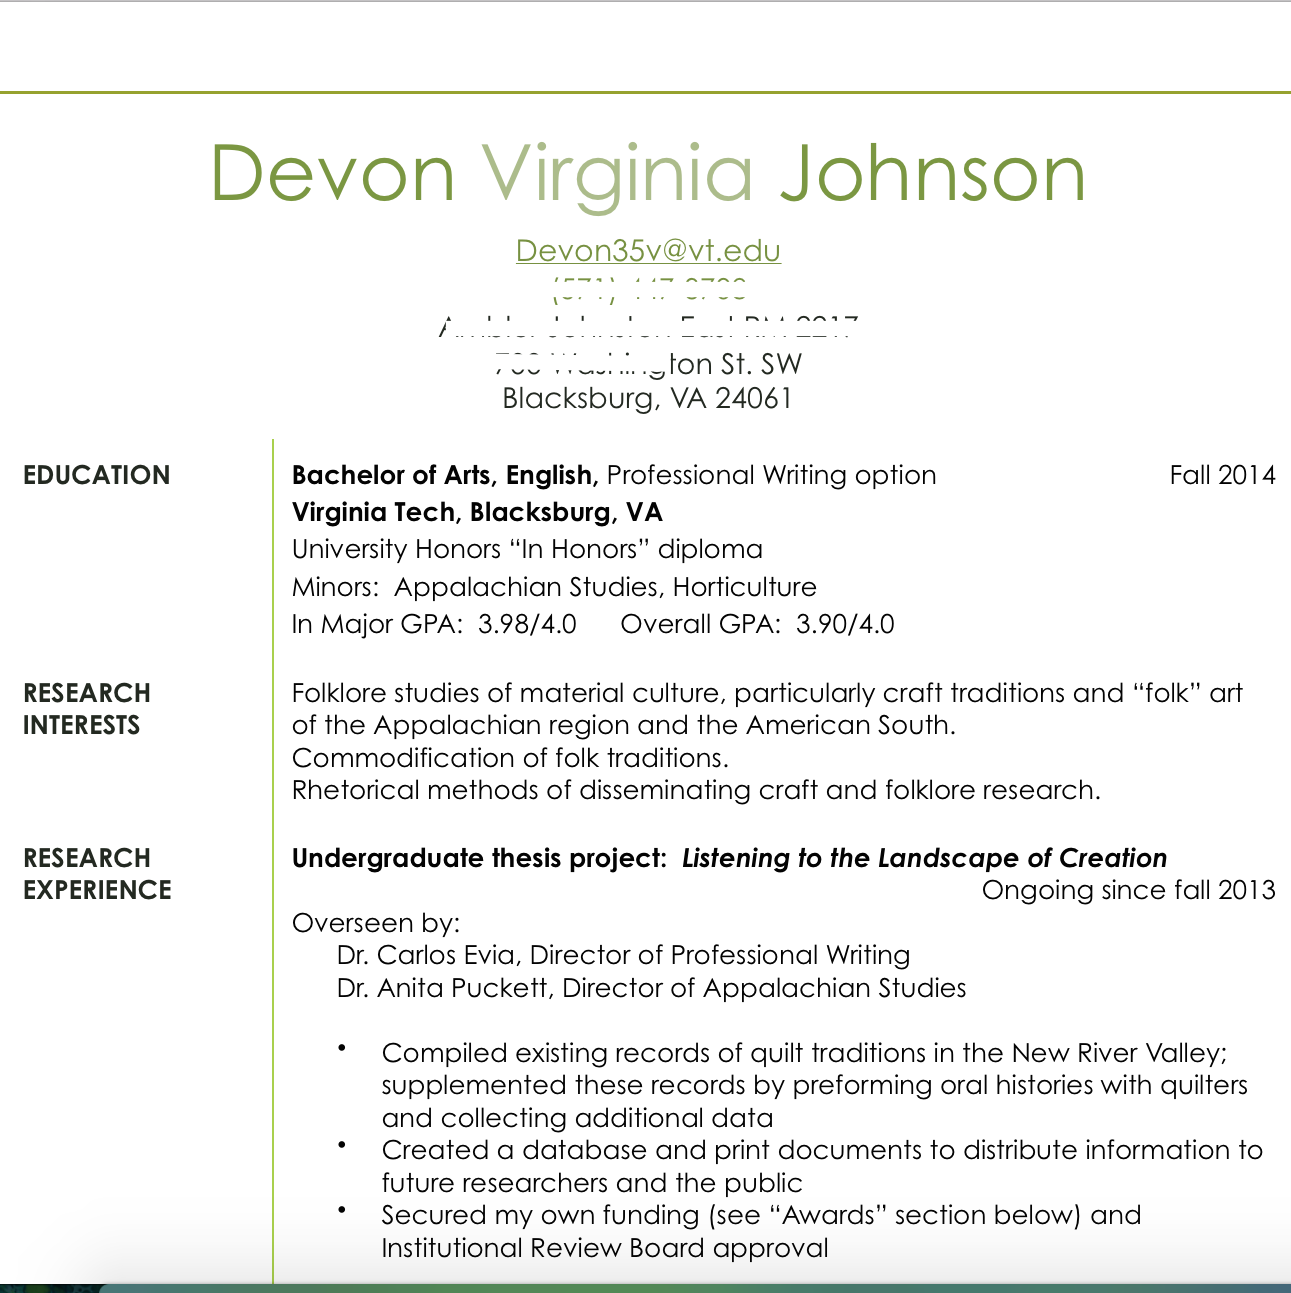 Devon Virginia Johnson
Devon35v@vt.edu
St. SW
Blacksburg, VA 24061
EDUCATION
Bachelor of Arts, English, Professional Writing option Fall 2014
Virginia Tech, Blacksburg, VA
University Honors “In Honors” diploma
Minors: Appalachian Studies, Horticulture
In Major GPA: 3.98/4.0 Overall GPA: 3.90/4.0
RESEARCH
INTERESTS
Folklore studies of material culture, particularly craft traditions and “folk” art
of the Appalachian region and the American South.
Commodification of folk traditions.
Rhetorical methods of disseminating craft and folklore research.
RESEARCH
EXPERIENCE
Undergraduate thesis project: Listening to the Landscape of Creation
Ongoing since fall 2013
Overseen by:
Dr. Carlos Evia, Director of Professional Writing
Dr. Anita Puckett, Director of Appalachian Studies
• Compiled existing records of quilt traditions in the New River Valley;
supplemented these records by preforming oral histories with quilters
and collecting additional data
• Created a database and print documents to distribute information to
future researchers and the public
• Secured my own funding (see “Awards” section below) and
Institutional Review Board approval